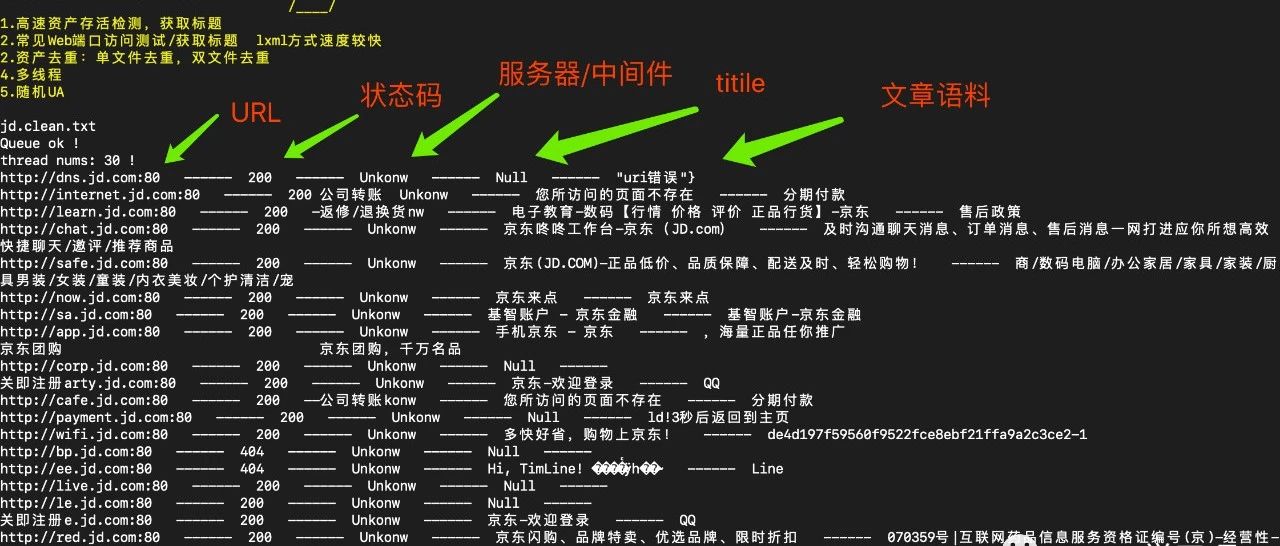 /____/
1.高速资产存活检测，获取标题
2.常见Web端口访问测试/获取标题  lxml方式速度较快
2.资产去重：单文件去重，双文件去重
4.多线程
5.随机UA
URL
状态码
服务器/中间件
titile
文章语料
jd.clean.txt
Queue ok !
thread nums: 30 !
http://dns.jd.com:80   ------  200   ------  Unkonw   ------  Null   ------  "uri错误"}
http://internet.jd.com:80   ------  200 公司转账  Unkonw   ------  您所访问的页面不存在   ------  分期付款
http://learn.jd.com:80   ------  200   -返修/退换货nw   ------  电子教育-数码【行情 价格 评价 正品行货】-京东   ------  售后政策
http://chat.jd.com:80   ------  200   ------  Unkonw   ------  京东咚咚工作台-京东（JD.com）   ------  及时沟通聊天消息、订单消息、售后消息一网打进应你所想高效
快捷聊天/邀评/推荐商品
http://safe.jd.com:80   ------  200   ------  Unkonw   ------  京东(JD.COM)-正品低价、品质保障、配送及时、轻松购物！   ------  商/数码电脑/办公家居/家具/家装/厨
具男装/女装/童装/内衣美妆/个护清洁/宠
http://now.jd.com:80   ------  200   ------  Unkonw   ------  京东来点   ------  京东来点
http://sa.jd.com:80   ------  200   ------  Unkonw   ------  基智账户 - 京东金融   ------  基智账户-京东金融
http://app.jd.com:80   ------  200   ------  Unkonw   ------  手机京东 - 京东   ------  ，海量正品任你推广
京东团购                                京东团购，千万名品
http://corp.jd.com:80   ------  200   ------  Unkonw   ------  Null   ------
关即注册arty.jd.com:80   ------  200   ------  Unkonw   ------  京东-欢迎登录   ------  QQ
http://cafe.jd.com:80   ------  200   --公司转账konw   ------  您所访问的页面不存在   ------  分期付款
http://payment.jd.com:80   ------  200   ------  Unkonw   ------  Null   ------  ld!3秒后返回到主页
http://wifi.jd.com:80   ------  200   ------  Unkonw   ------  多快好省，购物上京东！   ------  de4d197f59560f9522fce8ebf21ffa9a2c3ce2-1
http://bp.jd.com:80   ------  404   ------  Unkonw   ------  Null   ------
http://ee.jd.com:80   ------  404   ------  Unkonw   ------  Hi, TimLine!   ------  Line
http://live.jd.com:80   ------  200   ------  Unkonw   ------  Null   ------
http://le.jd.com:80   ------  200   ------  Unkonw   ------  Null   ------
关即注册e.jd.com:80   ------  200   ------  Unkonw   ------  京东-欢迎登录   ------  QQ
http://red.jd.com:80   ------  200   ------  Unkonw   ------  京东闪购、品牌特卖、优选品牌、限时折扣   ------  070359号|互联网药品信息服务资格证编号(京)-经营性-